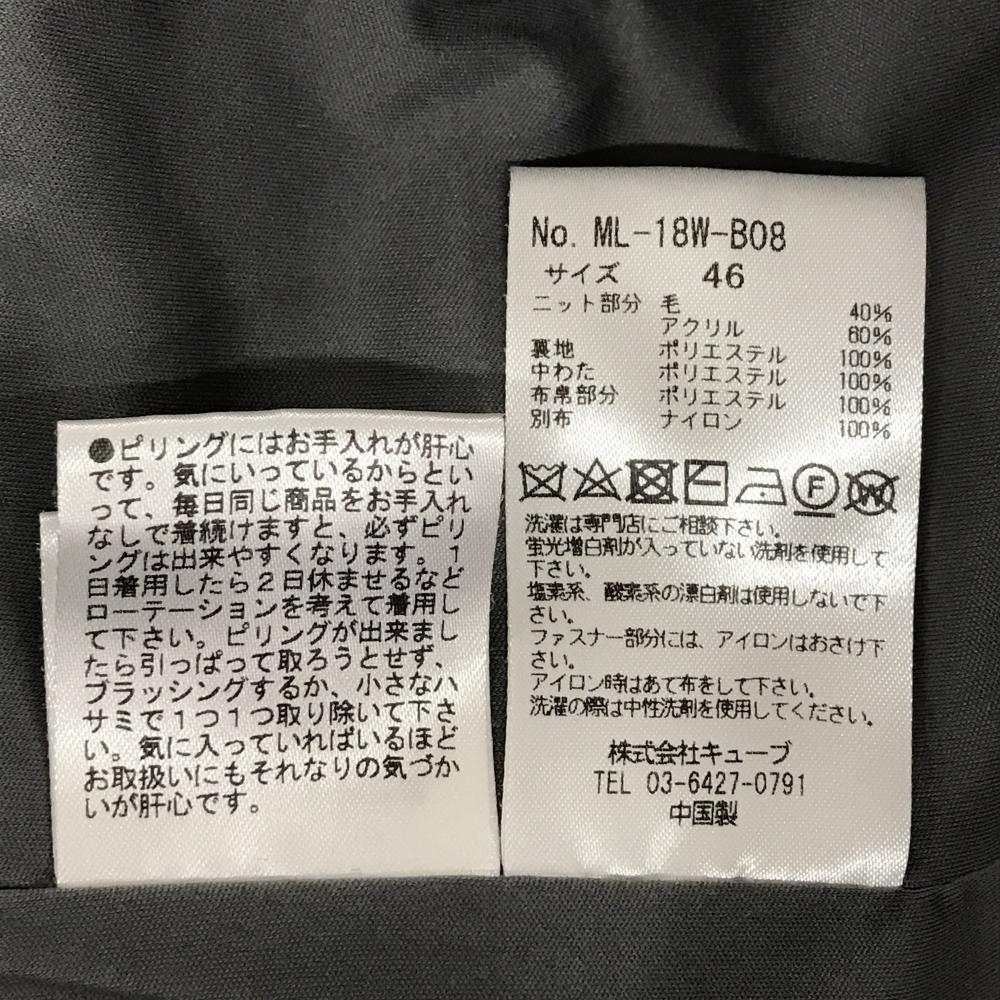 ●ピリングにはお手入れが肝心
です。気にいっているからとい
って、毎日同じ商品をお手入れ
なしで着続けますと、必ずピリ
ングは出来やすくなります。1
日着用したら2日休ませるなど
ローテーションを考えて着用し
て下さい。ピリングが出来まし
たら引っぱって取ろうとせず、
ブラッシングするか、小さなハ
サミで1つ1つ取り除いて下さ
い。気に入っていればいるほど
お取扱いにもそれなりの気づか
いが肝心です。
No. ML-18W-B08
サイズ 46
ニット部分 毛 40%
アクリル 60%
裏地 ポリエステル 100%
中わた ポリエステル 100%
布帛部分 ポリエステル 100%
別布 ナイロン 100%
F W
洗濯は専門店にご相談下さい。
蛍光増白剤が入っていない洗剤を使用して
下さい。
塩素系、酸素系の漂白剤は使用しないで下
さい。
ファスナー部分には、アイロンはおさけ下
さい。
アイロン時はあて布をして下さい。
洗濯の際は中性洗剤を使用してください。
株式会社キューブ
TEL 03-6427-0791
中国製